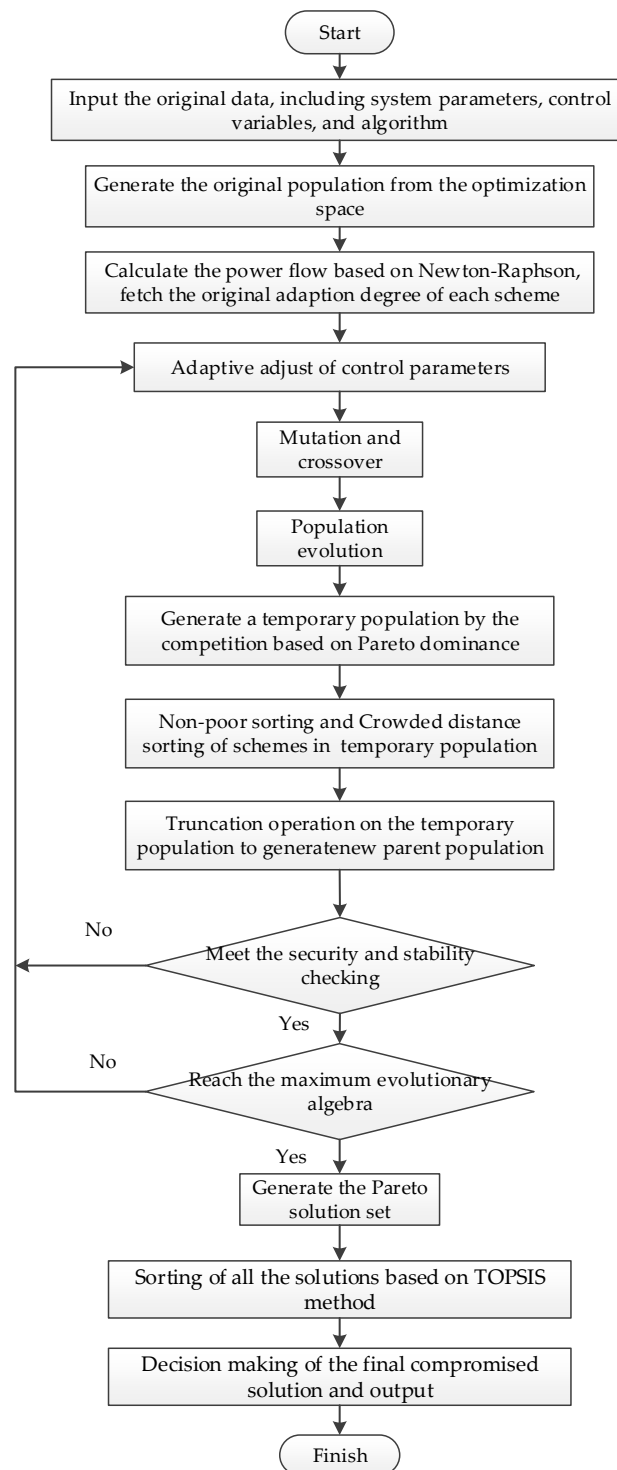 Start
Input the original data, including system parameters, control
variables, and algorithm
Generate the original population from the optimization
space
Calculate the power flow based on Newton-Raphson,
fetch the original adaption degree of each scheme
Adaptive adjust of control parameters
Mutation and
crossover
Population
evolution
Generate a temporary population by the
competition based on Pareto dominance
Non-poor sorting and Crowded distance
sorting of schemes in temporary population
Truncation operation on the temporary
population to generatenew parent population
No
Meet the security and stability
checking
Yes
No
Reach the maximum evolutionary
algebra
Yes
Generate the Pareto
solution set
Sorting of all the solutions based on TOPSIS
method
Decision making of the final compromised
solution and output
Finish